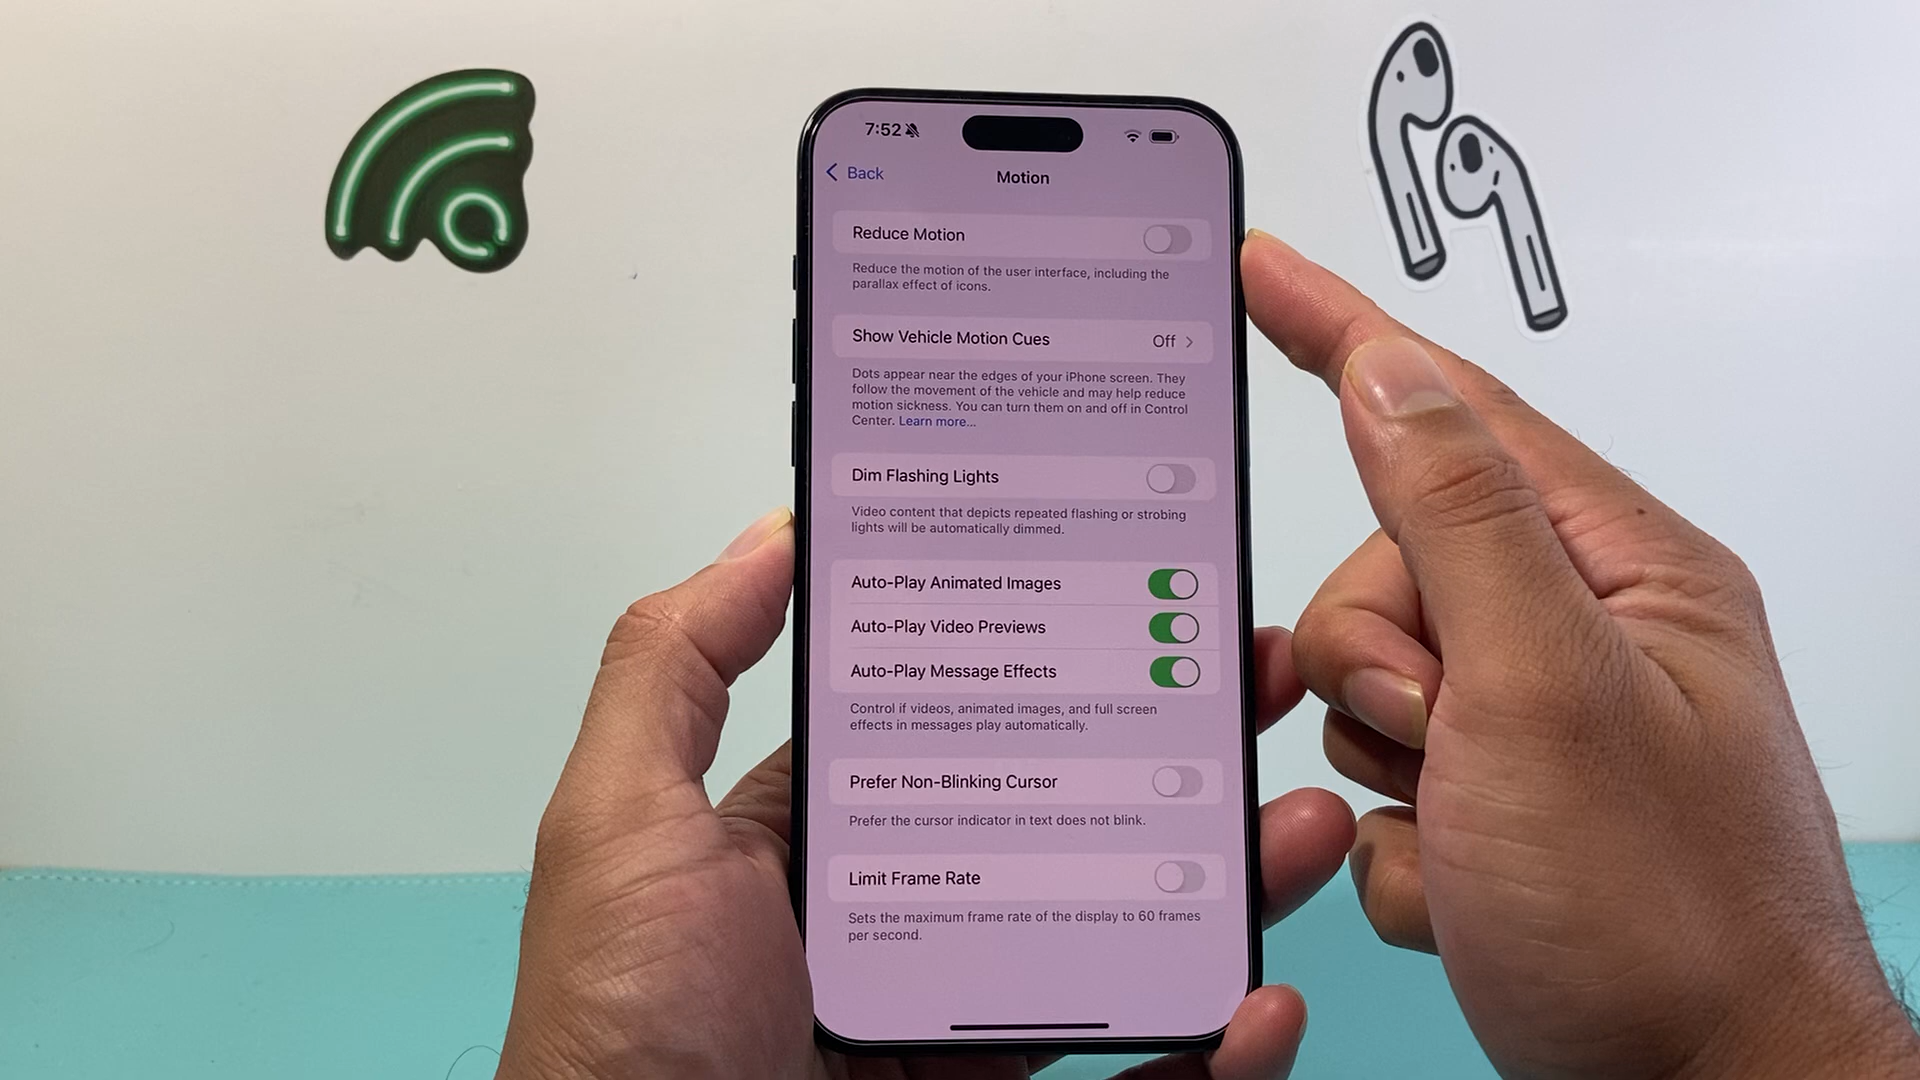 7:52
Back
Motion
Reduce Motion
Reduce the motion of the user interface, including the
parallax effect of icons.
Show Vehicle Motion Cues Off
Dots appear near the edges of your iPhone screen. They
follow the movement of the vehicle and may help reduce
motion sickness. You can turn them on and off in Control
Center. Learn more...
Dim Flashing Lights
Video content that depicts repeated flashing or strobing
lights will be automatically dimmed.
Auto-Play Animated Images
Auto-Play Video Previews
Auto-Play Message Effects
Control if videos, animated images, and full screen
effects in messages play automatically.
Prefer Non-Blinking Cursor
Prefer the cursor indicator in text does not blink.
Limit Frame Rate
Sets the maximum frame rate of the display to 60 frames
per second.